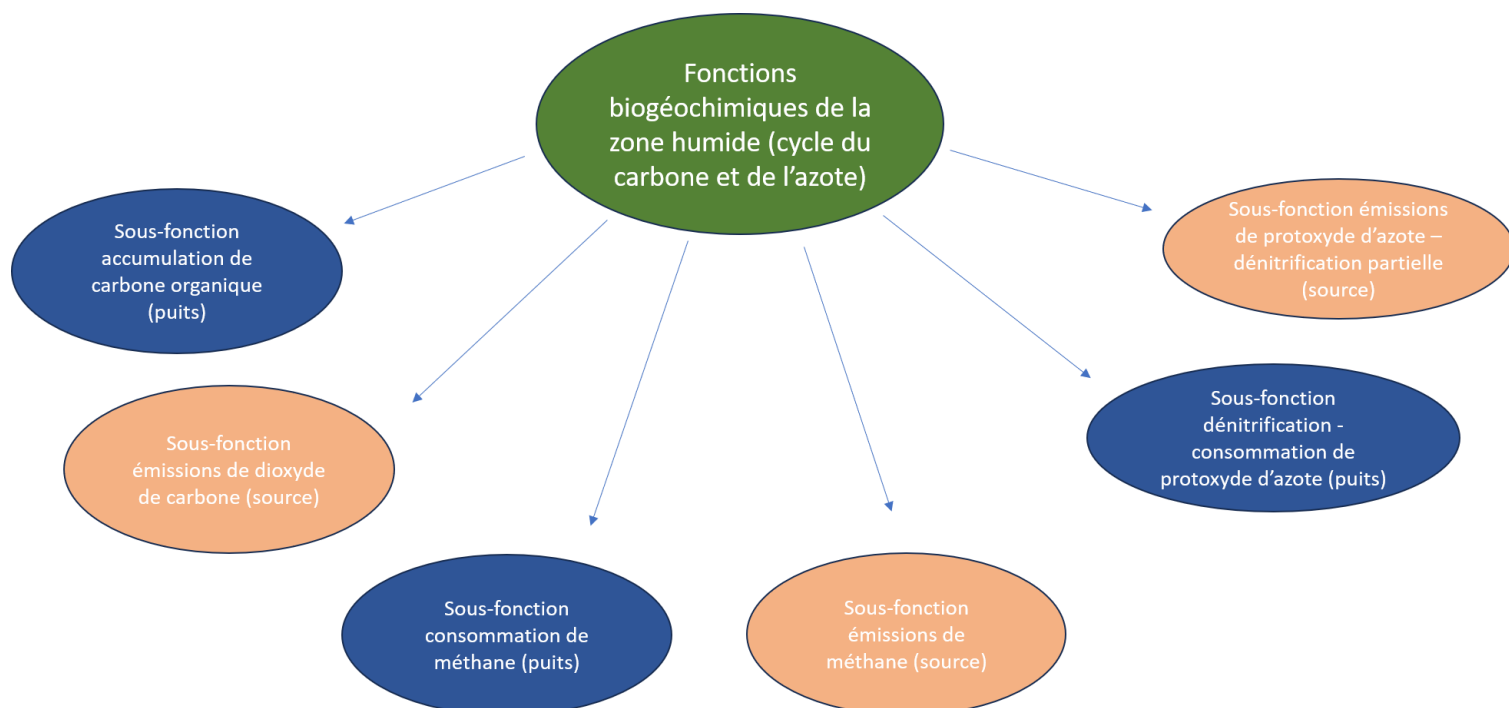 Fonctions
biogéochimiques de la
zone humide (cycle du
carbone et de l’azote)
Sous-fonction
accumulation de
carbone organique
(puits)
Sous-fonction
émissions de dioxyde
de carbone (source)
Sous-fonction
consommation de
méthane (puits)
Sous-fonction
émissions de
méthane (source)
Sous-fonction
dénitrification -
consommation de
protoxyde d’azote (puits)
Sous-fonction émissions
de protoxyde d’azote –
dénitrification partielle
(source)